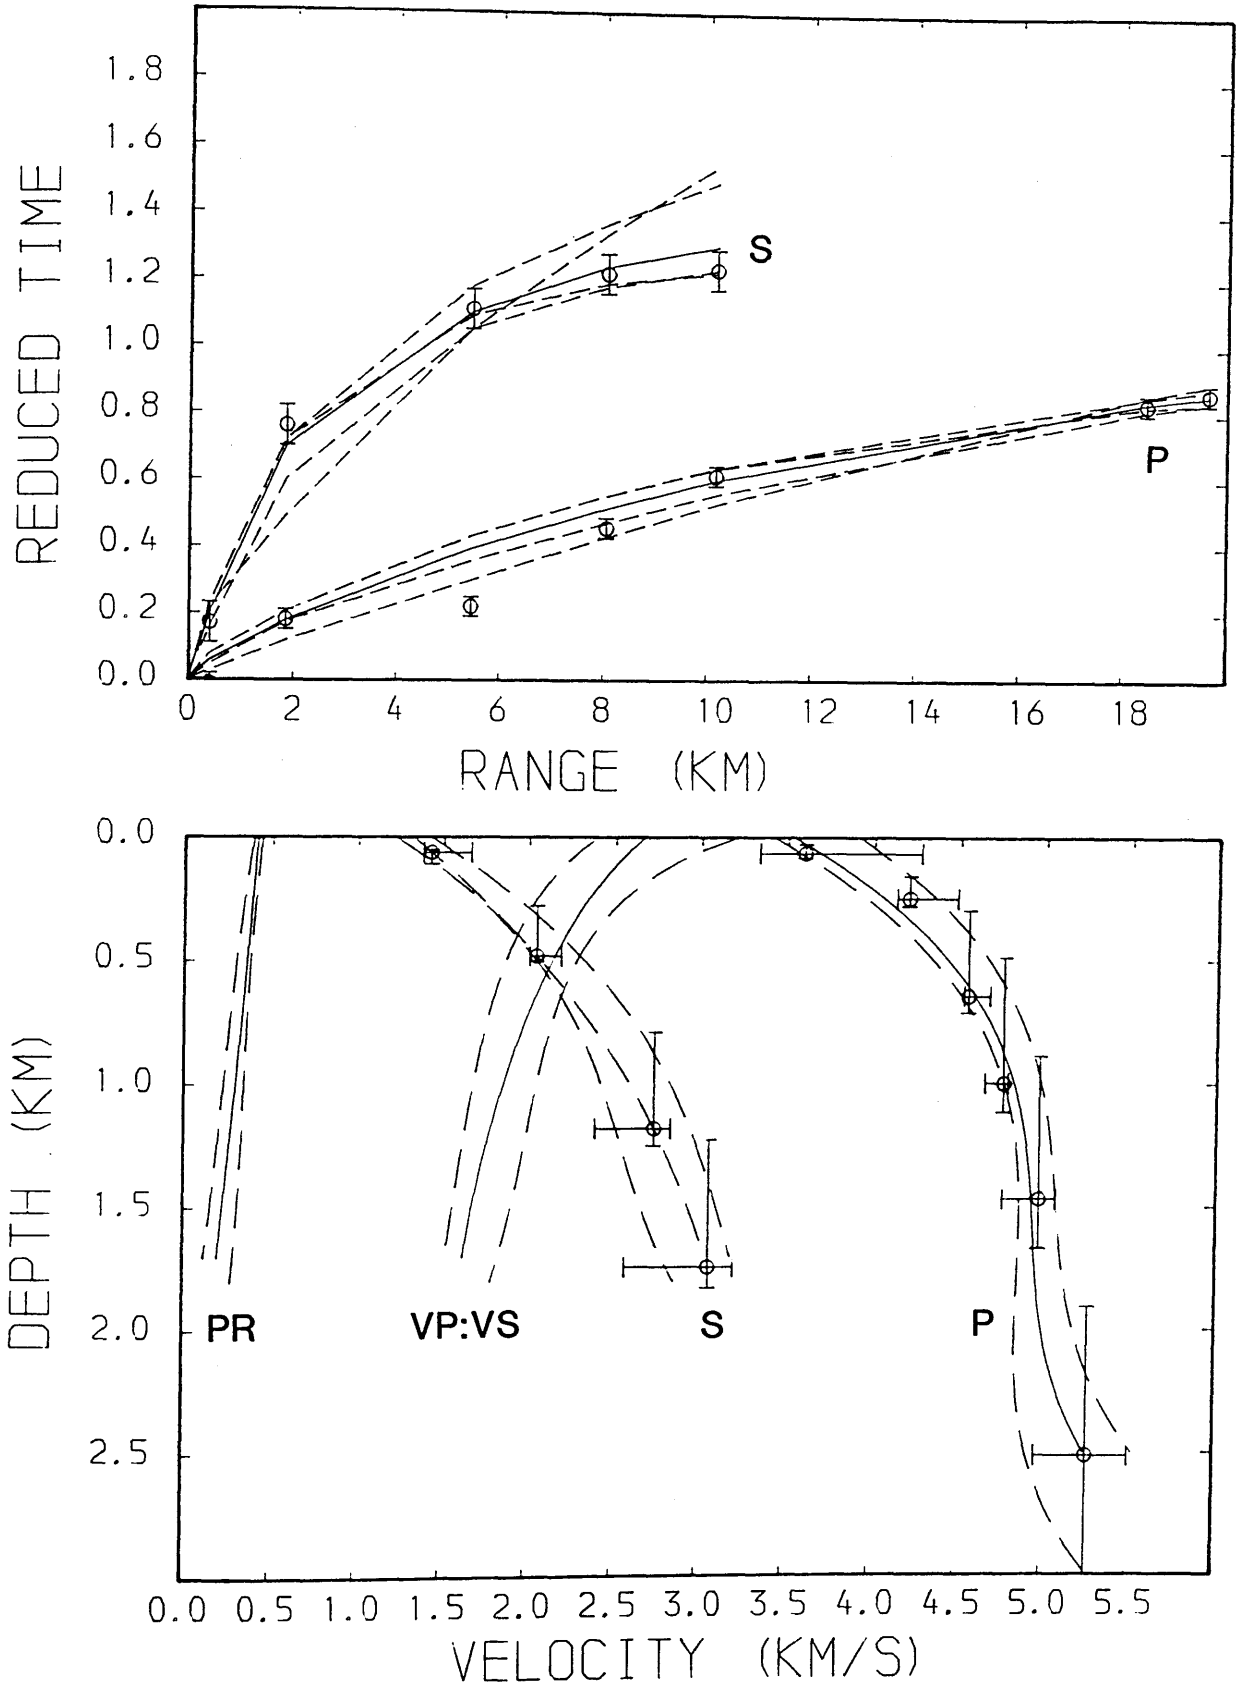 1.8
1.6
1.4
1.2
1.0
0.8
0.6
0.4
0.2
0.0
REDUCED TIME
S
P
0 2 4 6 8 10 12 14 16 18
RANGE (KM)
0.0
0.5
1.0
1.5
2.0
2.5
DEPTH (KM)
PR VP:VS S P
0.0 0.5 1.0 1.5 2.0 2.5 3.0 3.5 4.0 4.5 5.0 5.5
VELOCITY (KM/S)